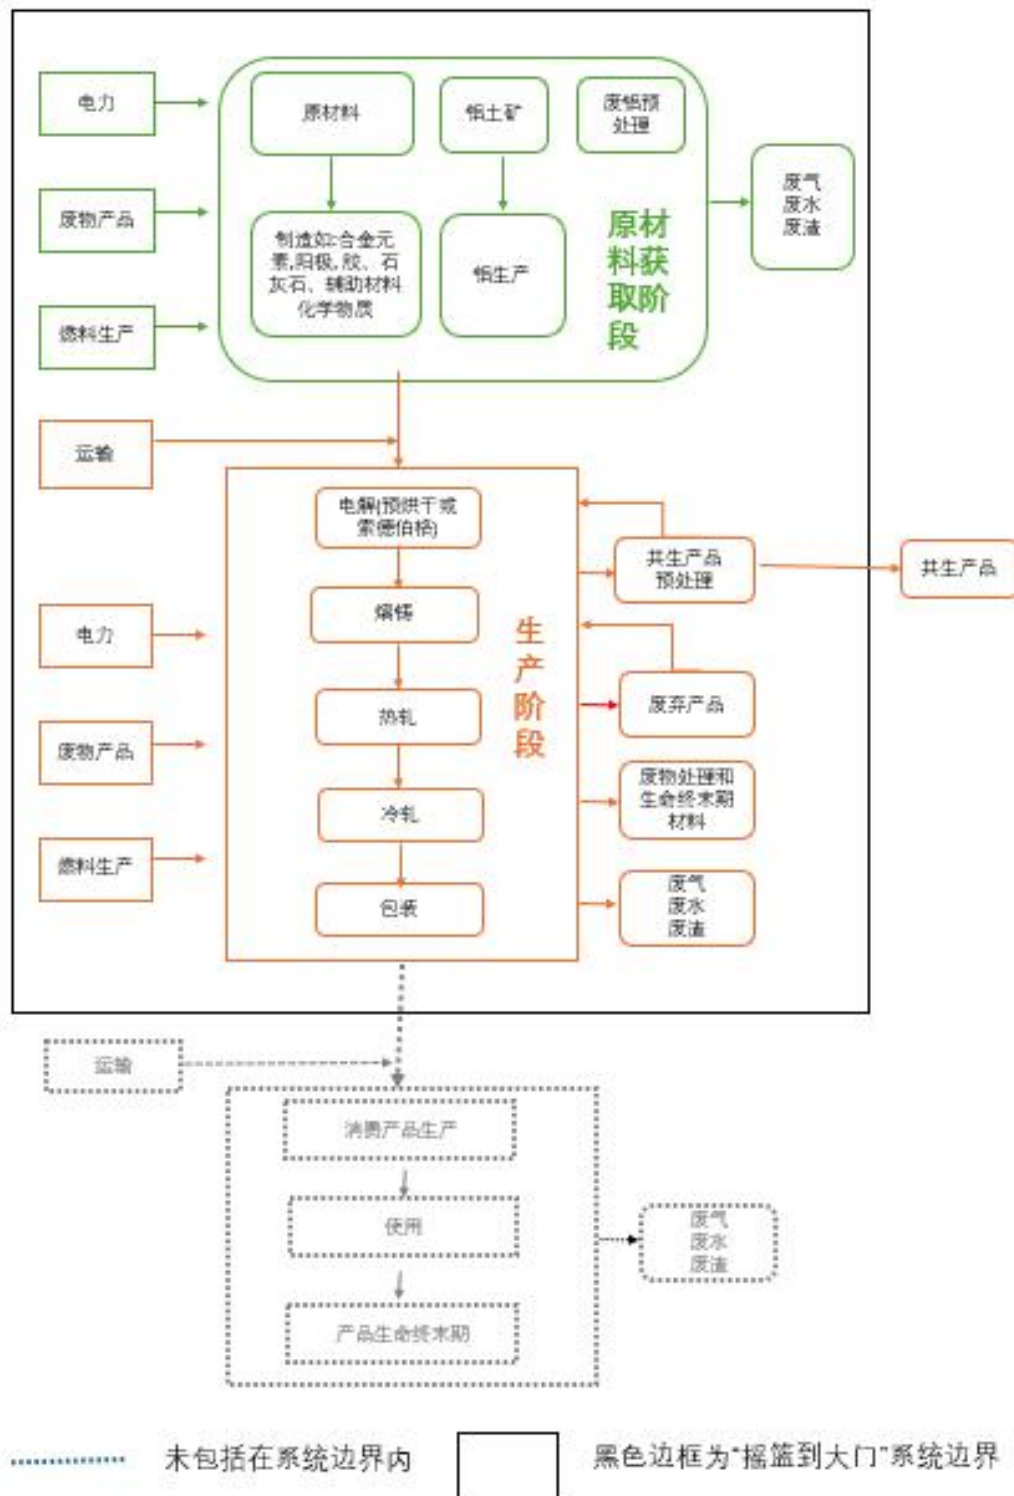 电力
原材料
铝土矿
废铝预
处理
废气
废水
废渣
废物产品
制造如:合金元
素,阳极,胶、石
灰石、辅助材料
化学物质
铝生产
原材
料获
取阶
段
燃料生产
运输
电解(预烘干或
索德伯格)
共生产品
预处理
共生产品
熔铸
电力
生
产
阶
段
热轧
废弃产品
废物产品
废物处理和
生命终末期
材料
冷轧
燃料生产
包装
废气
废水
废渣
运输
消费产品生产
使用
废气
废水
废渣
产品生命终末期
未包括在系统边界内
黑色边框为“摇篮到大门”系统边界